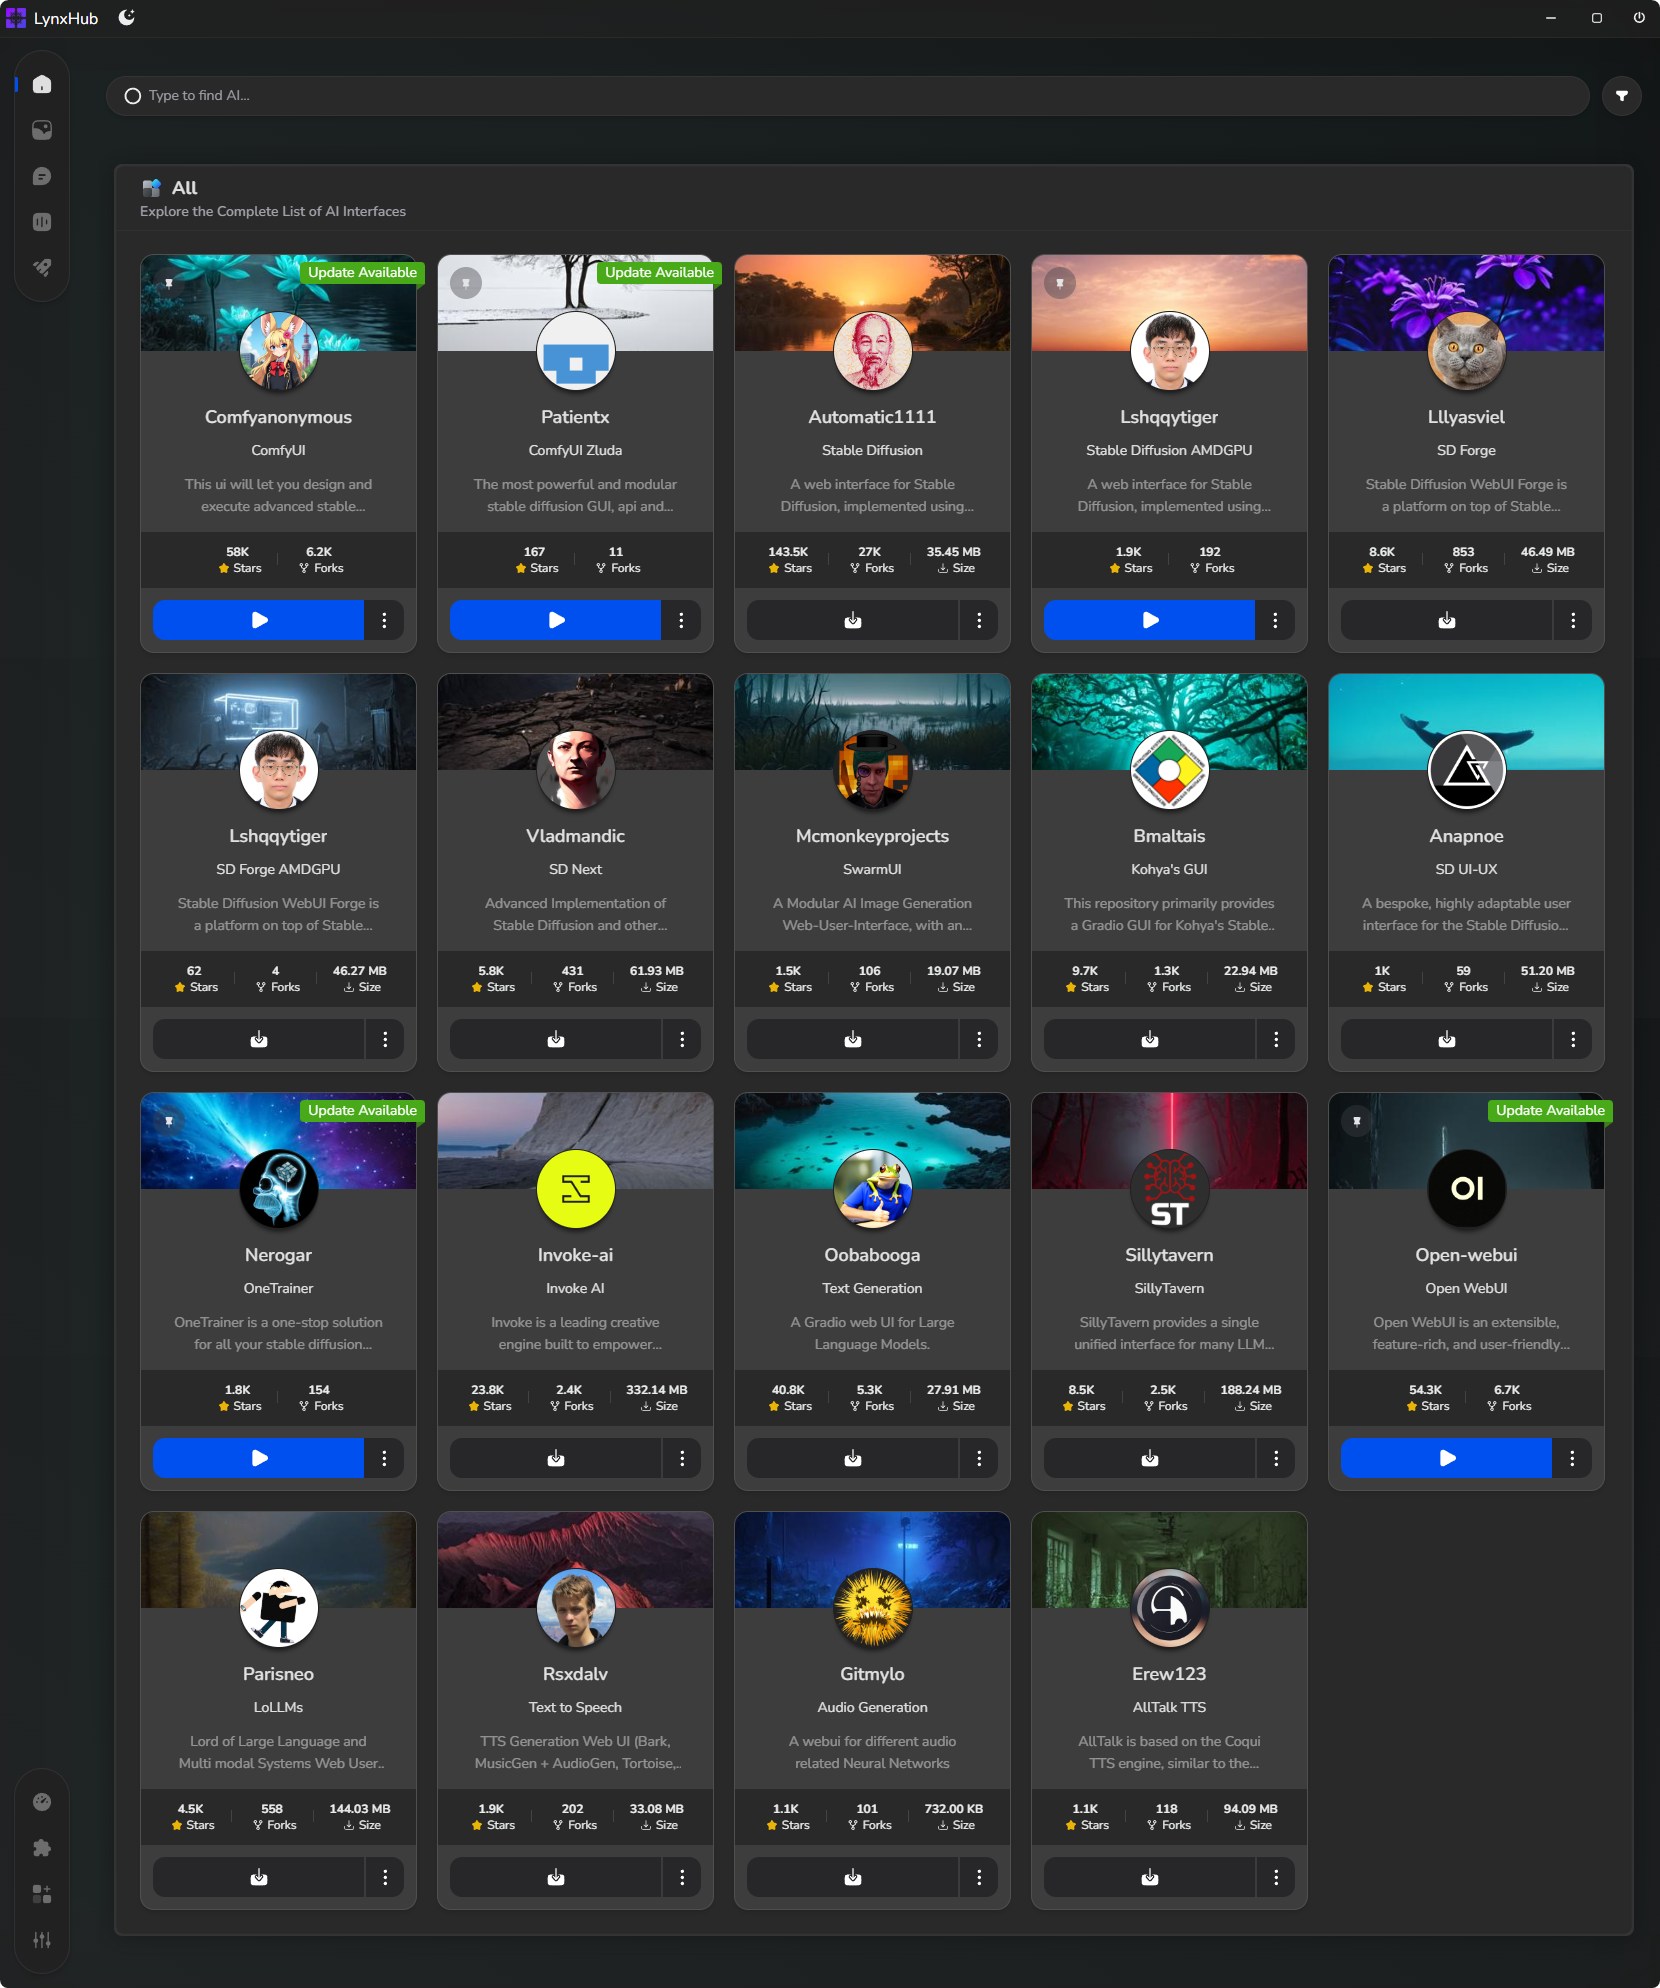 LynxHub
Type to find AI...
All
Explore the Complete List of AI Interfaces
Update Available
Comfyanonymous
ComfyUI
This ui will let you design and
execute advanced stable...
58K
6.2K
Stars
Forks
Update Available
Patientx
ComfyUI Zluda
The most powerful and modular
stable diffusion GUI, api and...
167
11
Stars
Forks
Automatic1111
Stable Diffusion
A web interface for Stable
Diffusion, implemented using...
143.5K
27K
35.45 MB
Stars
Forks
Size
Lshqqytiger
Stable Diffusion AMDGPU
A web interface for Stable
Diffusion, implemented using...
1.9K
192
Stars
Forks
Lllyasviel
SD Forge
Stable Diffusion WebUI Forge is
a platform on top of Stable...
8.6K
853
46.49 MB
Stars
Forks
Size
Lshqqytiger
SD Forge AMDGPU
Stable Diffusion WebUI Forge is
a platform on top of Stable...
62
4
46.27 MB
Stars
Forks
Size
Vladmandic
SD Next
Advanced Implementation of
Stable Diffusion and other...
5.8K
431
61.93 MB
Stars
Forks
Size
Mcmonkeyprojects
SwarmUI
A Modular AI Image Generation
Web-User-Interface, with an...
1.5K
106
19.07 MB
Stars
Forks
Size
Bmaltais
Kohya's GUI
This repository primarily provides
a Gradio GUI for Kohya's Stable..
9.7K
1.3K
22.94 MB
Stars
Forks
Size
Anapnoe
SD UI-UX
A bespoke, highly adaptable user
interface for the Stable Diffusio...
1K
59
51.20 MB
Stars
Forks
Size
Update Available
Nerogar
OneTrainer
OneTrainer is a one-stop solution
for all your stable diffusion...
1.8K
154
Stars
Forks
Invoke-ai
Invoke AI
Invoke is a leading creative
engine built to empower...
23.8K
2.4K
332.14 MB
Stars
Forks
Size
Oobabooga
Text Generation
A Gradio web UI for Large
Language Models.
40.8K
5.3K
27.91 MB
Stars
Forks
Size
ST
Sillytavern
SillyTavern
SillyTavern provides a single
unified interface for many LLM...
8.5K
2.5K
188.24 MB
Stars
Forks
Size
Update Available
OI
Open-webui
Open WebUI
Open WebUI is an extensible,
feature-rich, and user-friendly...
54.3K
6.7K
Stars
Forks
Parisneo
LoLLMs
Lord of Large Language and
Multi modal Systems Web User..
4.5K
558
144.03 MB
Stars
Forks
Size
Rsxdalv
Text to Speech
TTS Generation Web UI (Bark,
MusicGen + AudioGen, Tortoise,..
1.9K
202
33.08 MB
Stars
Forks
Size
Gitmylo
Audio Generation
A webui for different audio
related Neural Networks
1.1K
101
732.00 KB
Stars
Forks
Size
Erew123
AllTalk TTS
AllTalk is based on the Coqui
TTS engine, similar to the...
1.1K
118
94.09 MB
Stars
Forks
Size